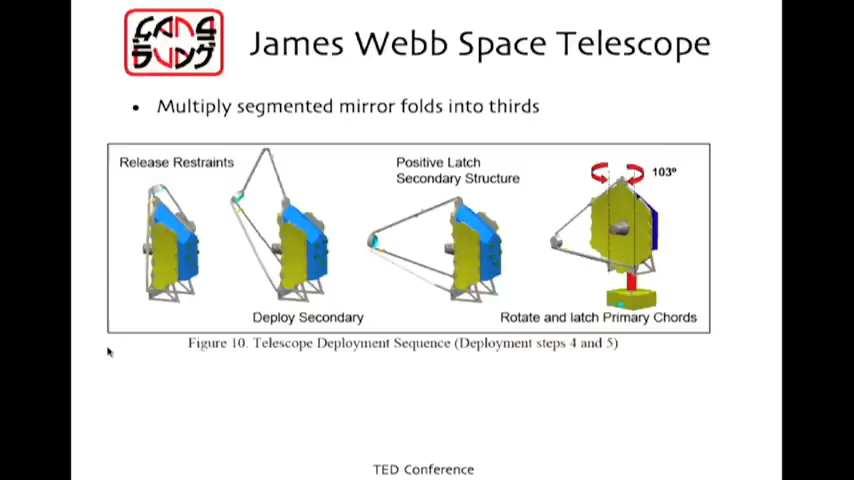 James Webb Space Telescope
• Multiply segmented mirror folds into thirds
Release Restraints
Deploy Secondary
Positive Latch
Secondary Structure
103º
Rotate and latch Primary Chords
Figure 10. Telescope Deployment Sequence (Deployment steps 4 and 5)
TED Conference